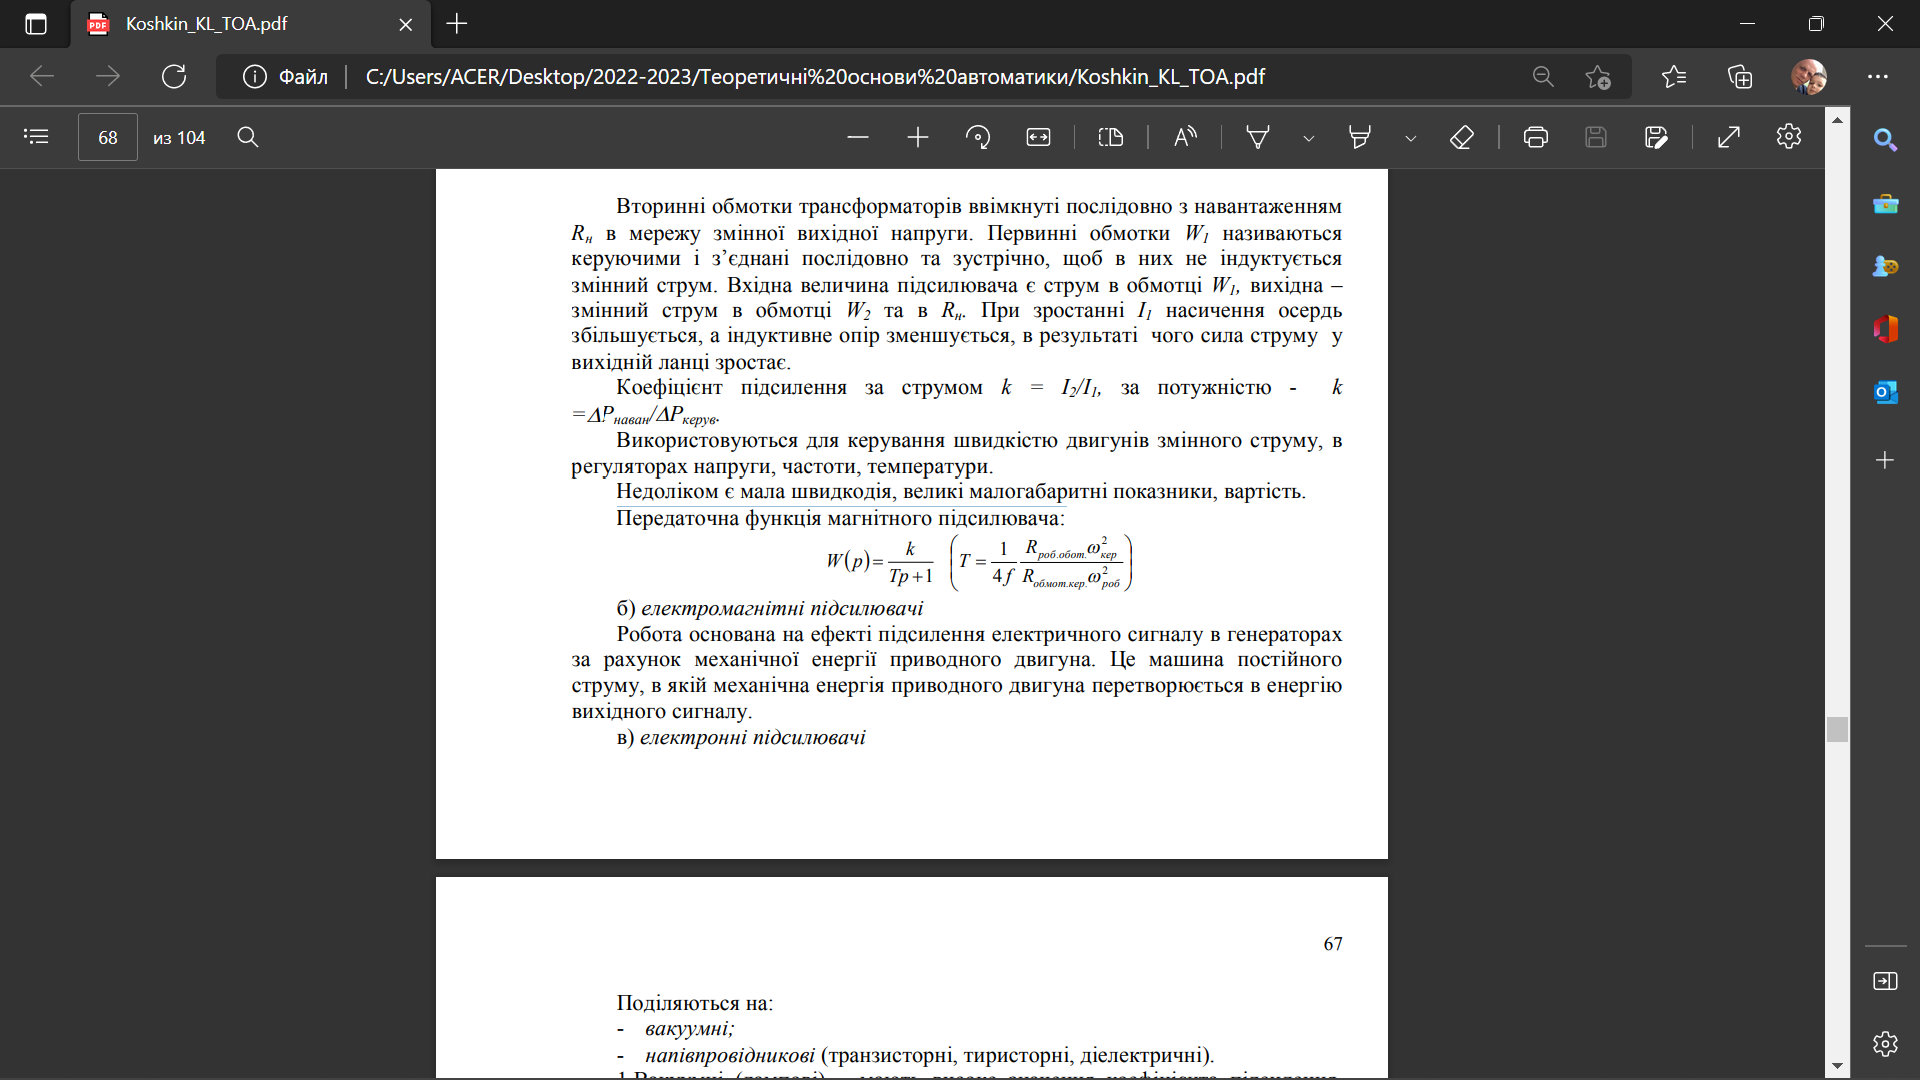 Koshkin_KL_TOA.pdf
Файл
C:/Users/ACER/Desktop/2022-2023/Теоретичні%20основи%20автоматики/Koshkin_KL_TOA.pdf
68 из 104
Вторинні обмотки трансформаторів ввімкнуті послідовно з навантаженням
Rн в мережу змінної вихідної напруги. Первинні обмотки W1 називаються
керуючими і з’єднані послідовно та зустрічно, щоб в них не індуктується
змінний струм. Вхідна величина підсилювача є струм в обмотці W1, вихідна –
змінний струм в обмотці W2 та в Rн. При зростанні I1 насичення осердь
збільшується, а індуктивне опір зменшується, в результаті чого сила струму у
вихідній ланці зростає.
Коефіцієнт підсилення за струмом k = I2/I1, за потужністю - k
=ΔPнаван/ΔPкерув.
Використовуються для керування швидкістю двигунів змінного струму, в
регуляторах напруги, частоти, температури.
Недоліком є мала швидкодія, великі малогабаритні показники, вартість.
Передаточна функція магнітного підсилювача:
W(p)= k/(Tp+1) (T = 1/(4f) Rроб.обот.ω²кер/(Rобмот.кер.ω²роб))
б) електромагнітні підсилювачі
Робота основана на ефекті підсилення електричного сигналу в генераторах
за рахунок механічної енергії приводного двигуна. Це машина постійного
струму, в якій механічна енергія приводного двигуна перетворюється в енергію
вихідного сигналу.
в) електронні підсилювачі
67
Поділяються на:
- вакуумні;
- напівпровідникові (транзисторні, тиристорні, діелектричні).